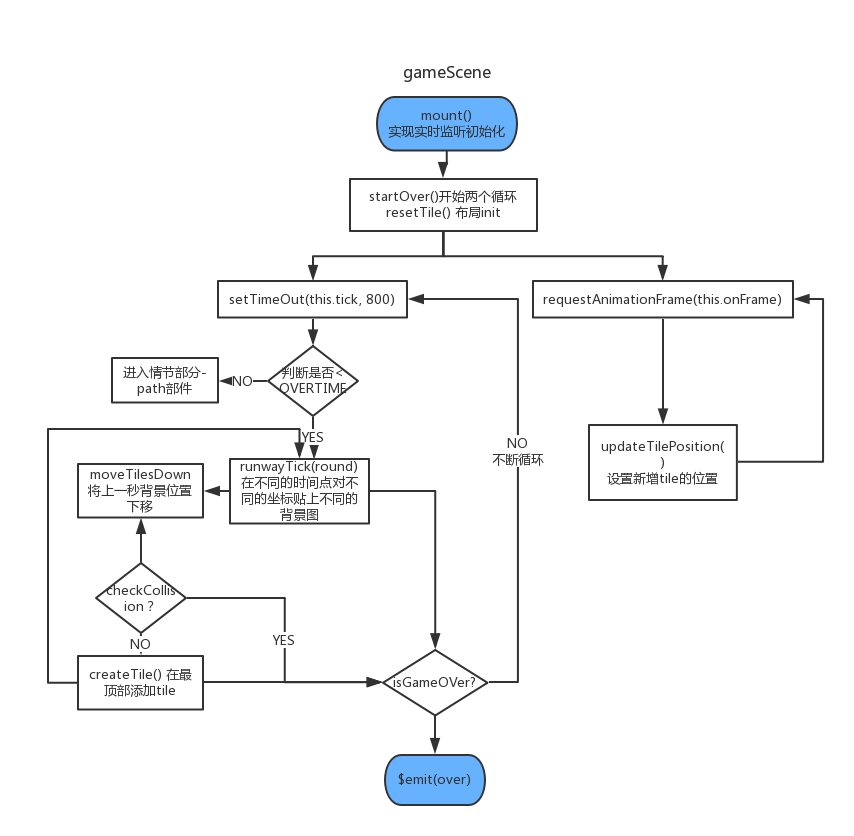 gameScene
mount()
实现实时监听初始化
startOver()开始两个循环
resetTile() 布局init
setTimeOut(this.tick, 800)
requestAnimationFrame(this.onFrame)
进入情节部分-
path部件
NO
判断是否<
OVERTIME
YES
NO
不断循环
updateTilePosition(
)
设置新增tile的位置
moveTilesDown
将上一秒背景位置
下移
runwayTick(round)
在不同的时间点对不
同的坐标贴上不同的
背景图
checkCollis
ion ?
NO
YES
createTile() 在最
顶部添加tile
isGameOVer?
$emit(over)